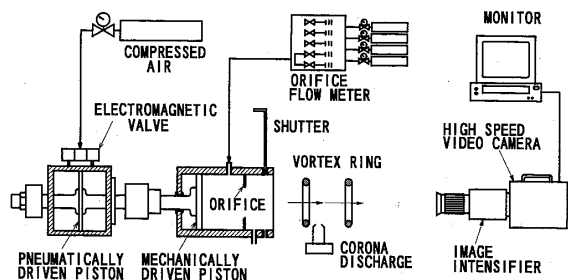 COMPRESSED
AIR
ORIFICE
FLOW METER
MONITOR
ELECTROMAGNETIC
VALVE
SHUTTER
HIGH SPEED
VIDEO CAMERA
VORTEX RING
ORIFICE
PNEUMATICALLY
DRIVEN PISTON
MECHANICALLY
DRIVEN PISTON
CORONA
DISCHARGE
IMAGE
INTENSIFIER